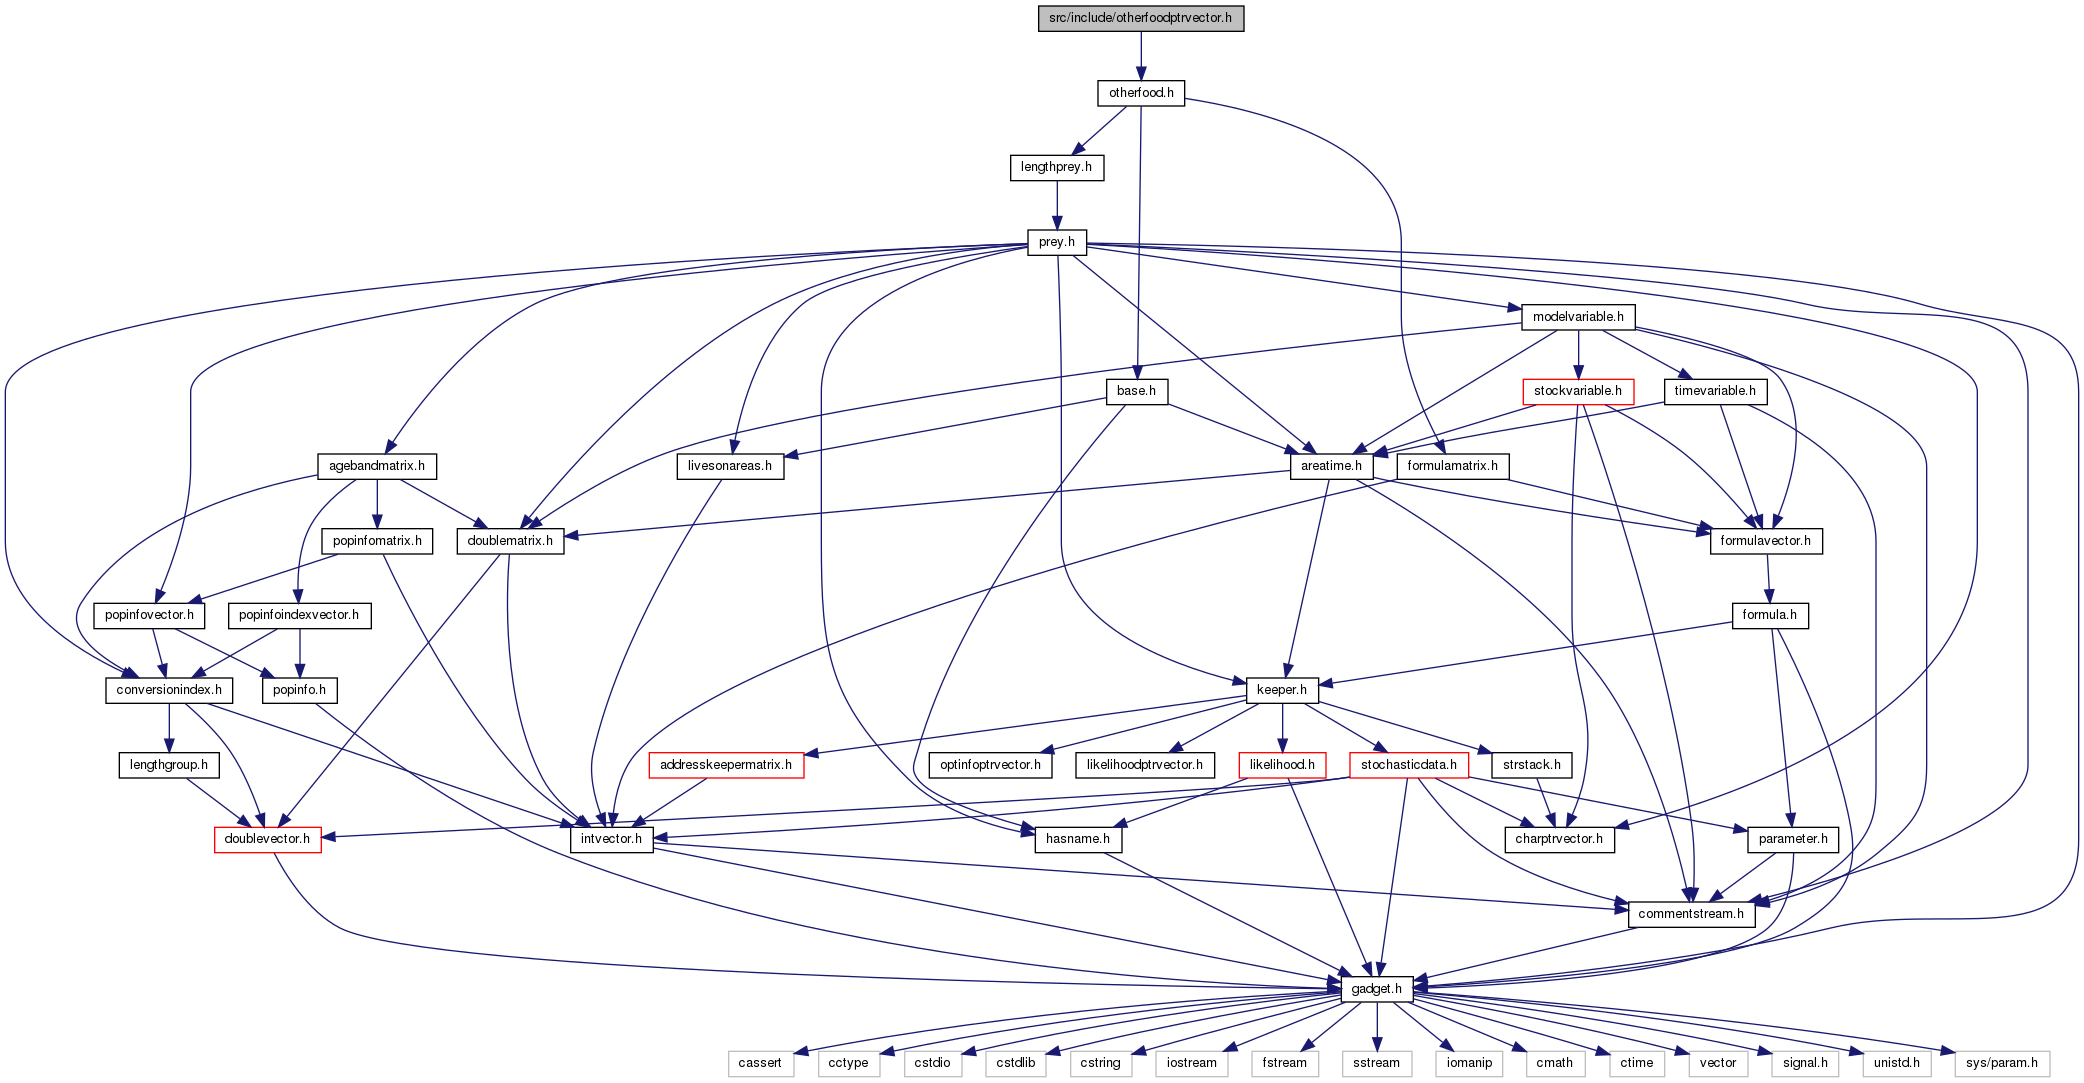 src/include/otherfoodptrvector.h
otherfood.h
lengthprey.h
prey.h
modelvariable.h
base.h
stockvariable.h
timevariable.h
agebandmatrix.h
livesonareas.h
areatime.h
formulamatrix.h
popinfomatrix.h
doublematrix.h
formulavector.h
popinfovector.h
popinfoindexvector.h
formula.h
conversionindex.h
popinfo.h
keeper.h
lengthgroup.h
addresskeepermatrix.h
optinfoptrvector.h
likelihoodptrvector.h
likelihood.h
stochasticdata.h
strstack.h
doublevector.h
intvector.h
hasname.h
charptrvector.h
parameter.h
commentstream.h
gadget.h
cassert
cctype
cstdio
cstdlib
cstring
iostream
fstream
sstream
iomanip
cmath
ctime
vector
signal.h
unistd.h
sys/param.h